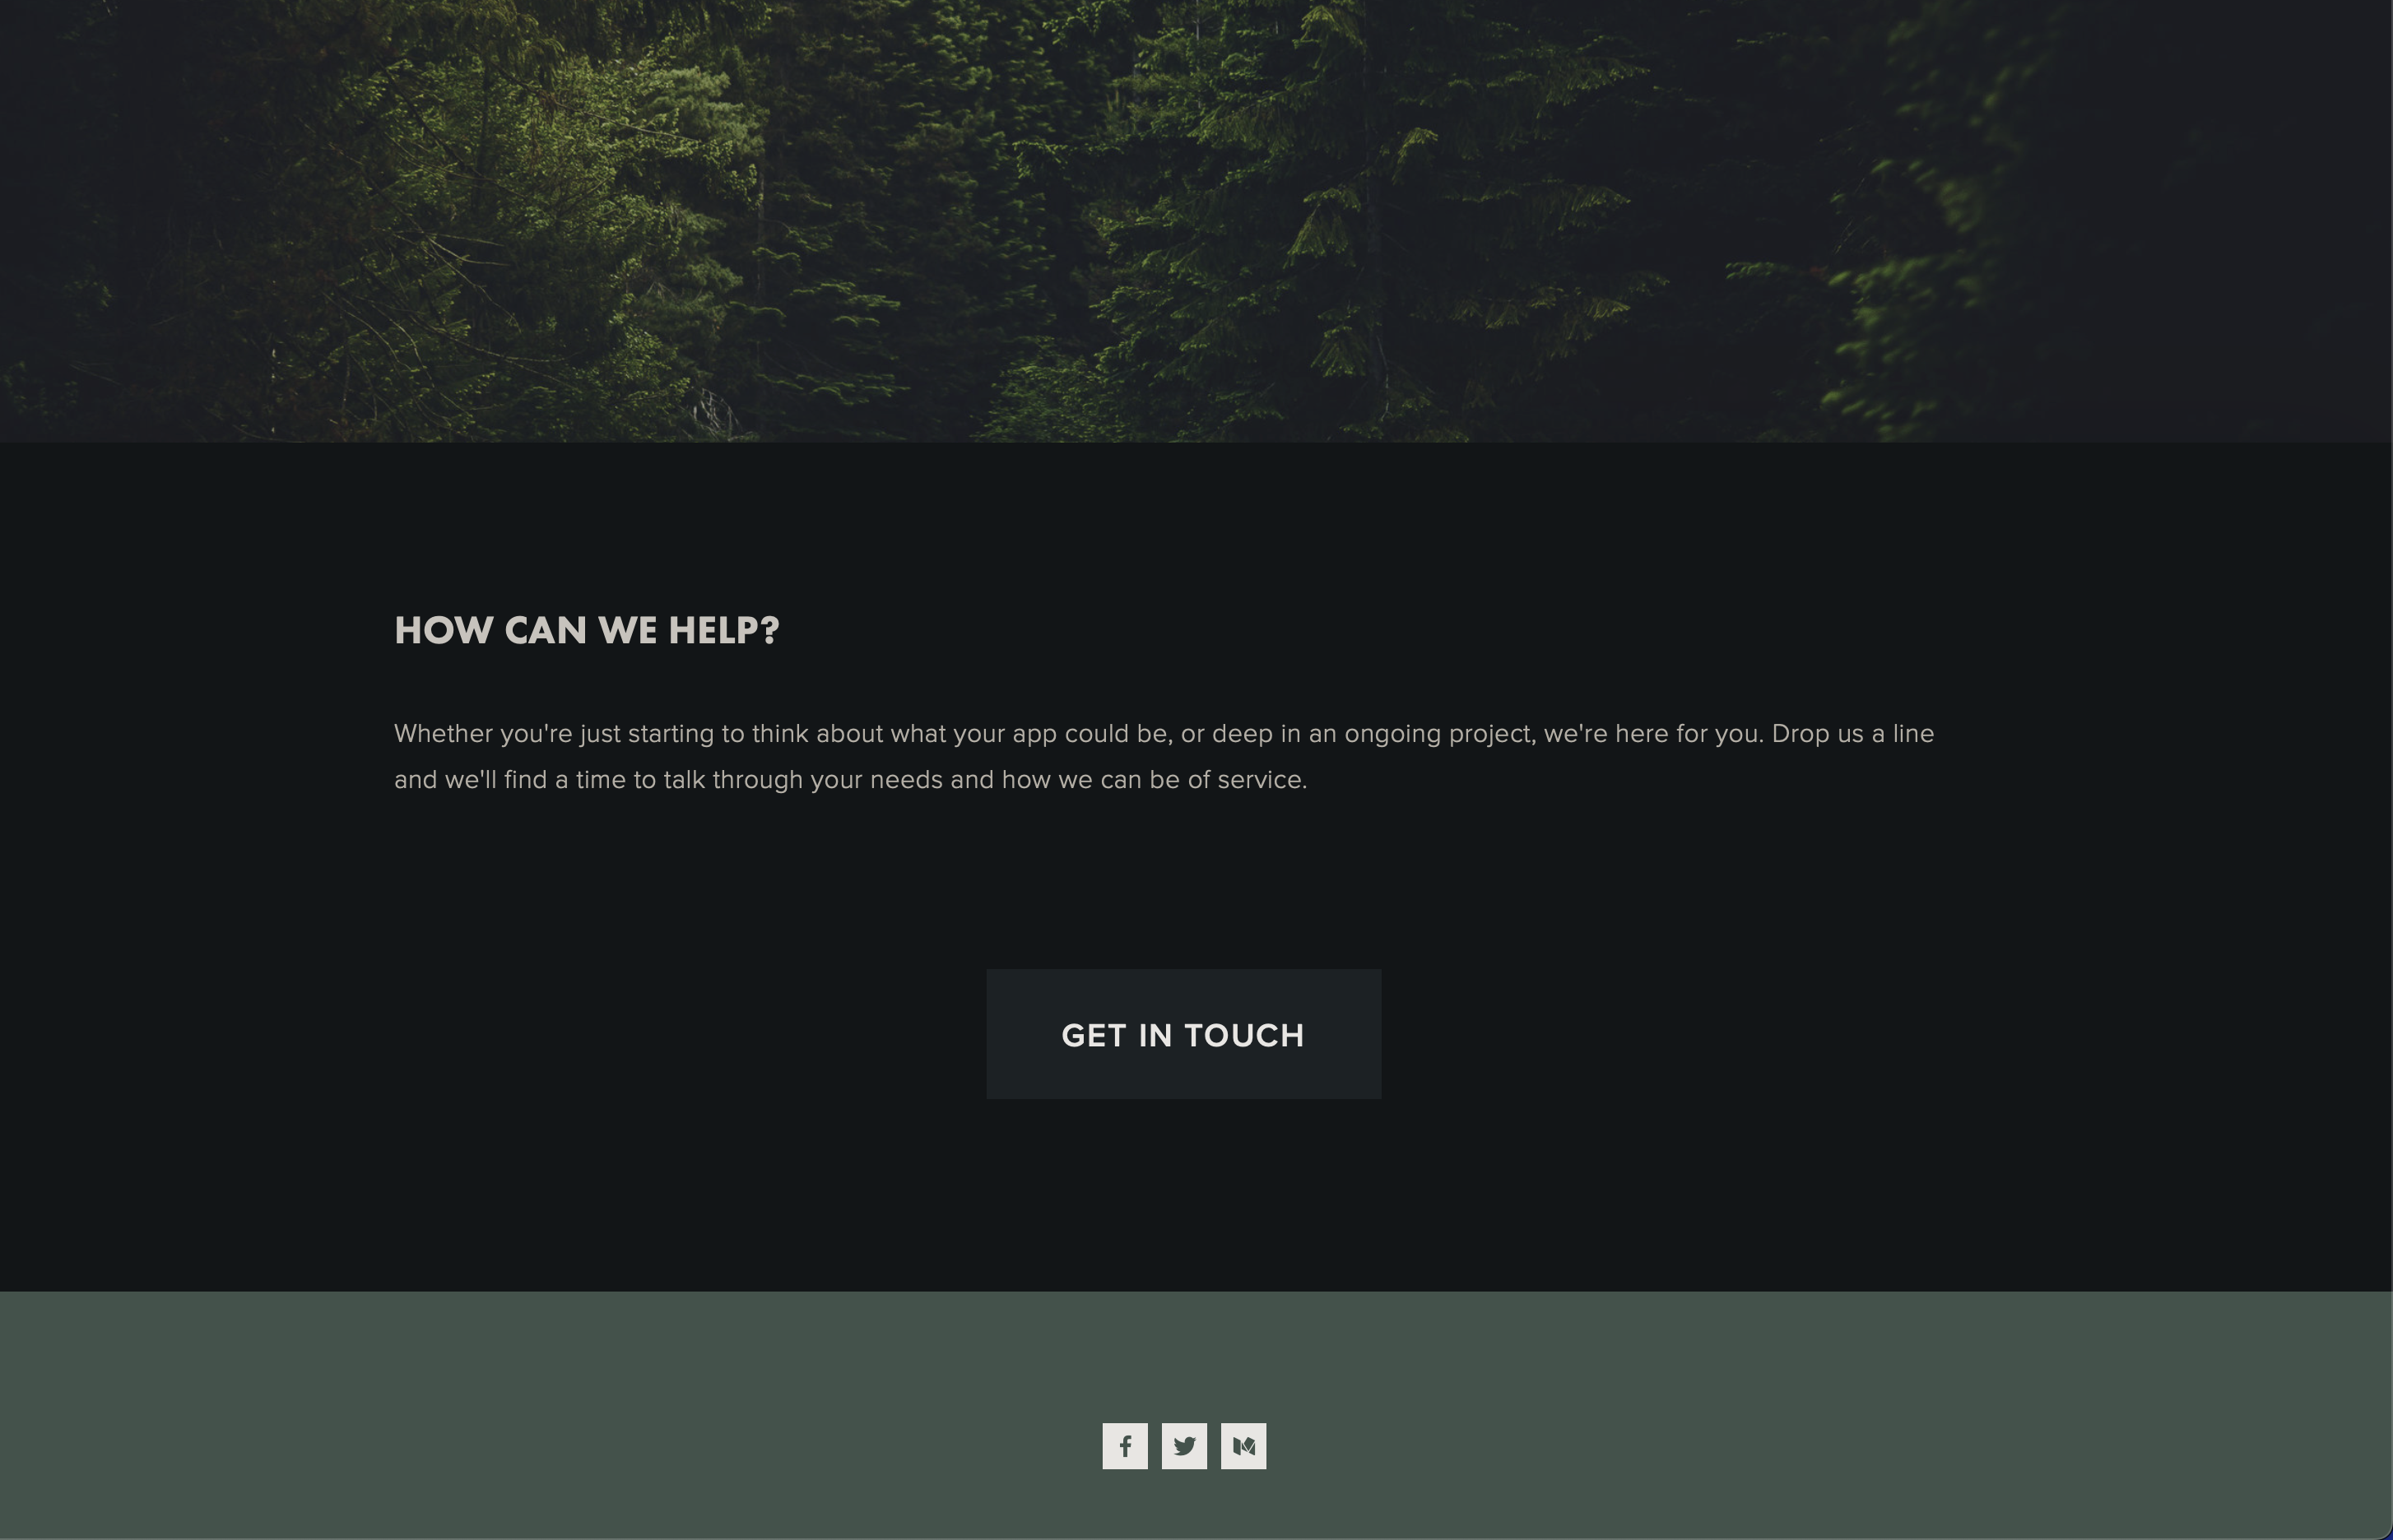 HOW CAN WE HELP?
Whether you're just starting to think about what your app could be, or deep in an ongoing project, we're here for you. Drop us a line
and we'll find a time to talk through your needs and how we can be of service.
GET IN TOUCH